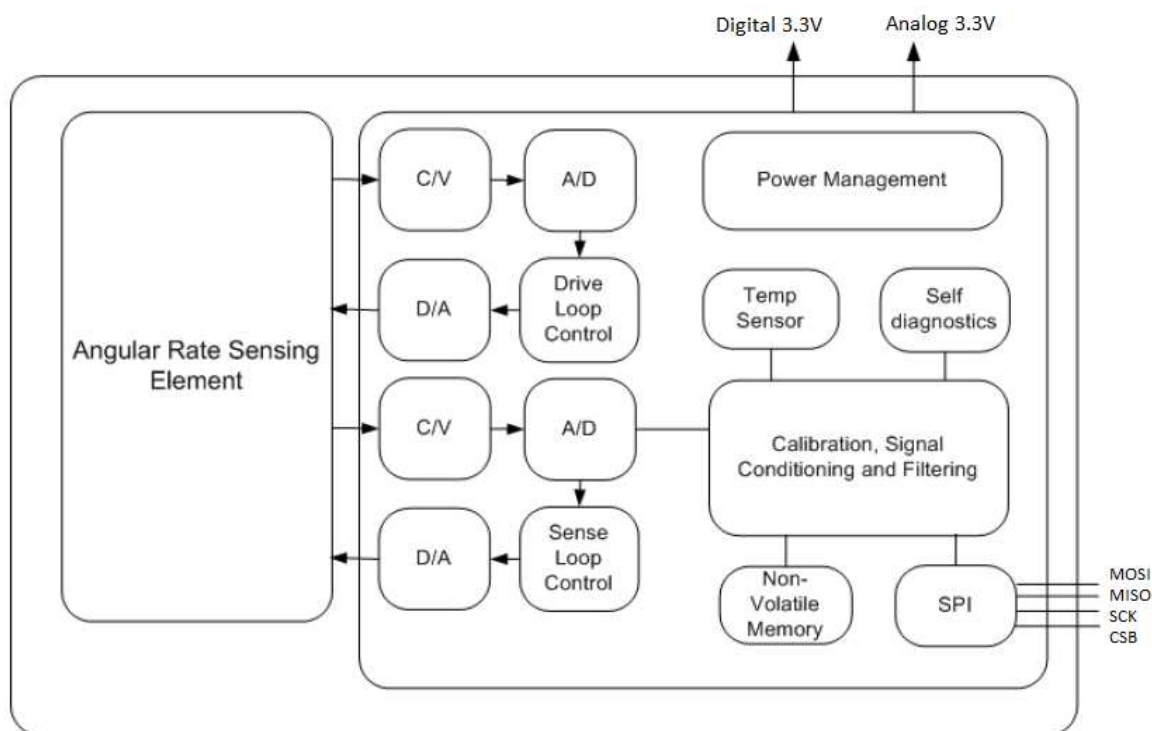 Digital 3.3V
Analog 3.3V
C/V
A/D
Power Management
D/A
Drive
Loop
Control
Temp
Sensor
Self
diagnostics
Angular Rate Sensing
Element
C/V
A/D
Calibration, Signal
Conditioning and Filtering
D/A
Sense
Loop
Control
Non-
Volatile
Memory
SPI
MOSI
MISO
SCK
CSB